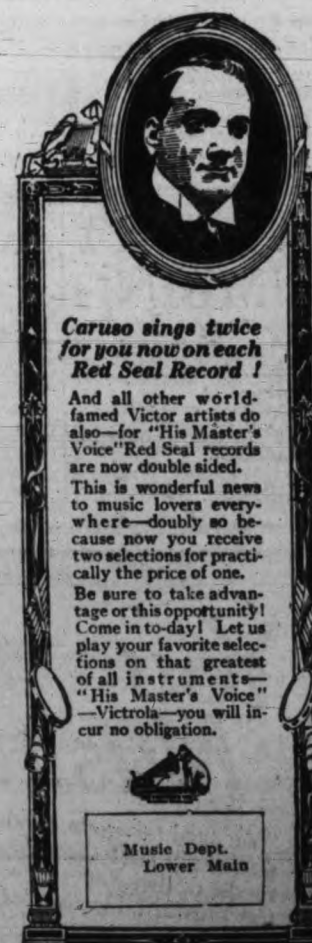 Caruso sings twice
for you now on each
Red Seal Record !
And all other world-
famed Victor artists do
also—for "His Master's
Voice"Red Seal records
are now double sided.
This is wonderful news
to music lovers every-
where—doubly so be-
cause now you receive
two selections for practi-
cally the price of one.
Be sure to take advan-
tage or this opportunity!
Come in to-day! Let us
play your favorite selec-
tions on that greatest
of all instruments—
"His Master's Voice"
—Victrola—you will in-
cur no obligation.
Music Dept.
Lower Main